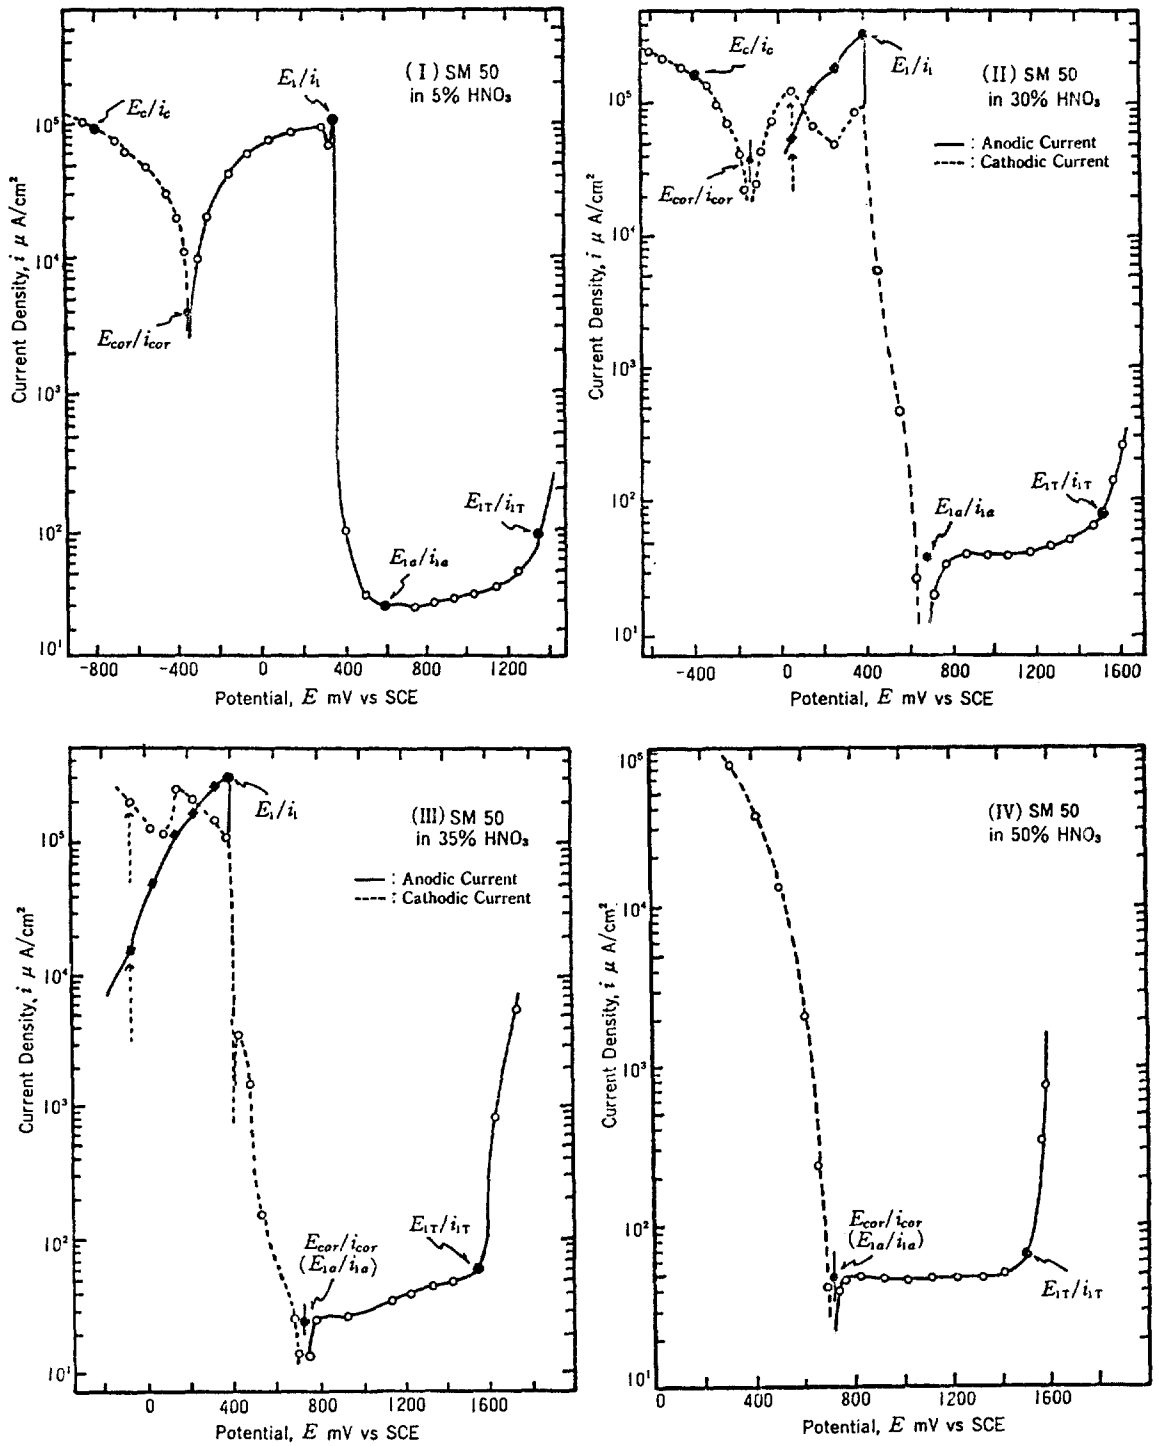 (I) SM 50
in 5% HNO₃
E_c/i_c
E_1/i_1
E_cor/i_cor
E_1T/i_1T
E_1a/i_1a
10⁵
10⁴
10³
10²
10¹
Current Density, i μ A/cm²
-800 -400 0 400 800 1200
Potential, E mV vs SCE
(II) SM 50
in 30% HNO₃
— : Anodic Current
---- : Cathodic Current
E_c/i_c
E_1/i_1
E_cor/i_cor
E_1T/i_1T
E_1a/i_1a
10⁵
10⁴
10³
10²
10¹
Current Density, i μ A/cm²
-400 0 400 800 1200 1600
Potential, E mV vs SCE
(III) SM 50
in 35% HNO₃
— : Anodic Current
---- : Cathodic Current
E_1/i_1
E_1T/i_1T
E_cor/i_cor
(E_1a/i_1a)
10⁵
10⁴
10³
10²
10¹
Current Density, i μ A/cm²
0 400 800 1200 1600
Potential, E mV vs SCE
(IV) SM 50
in 50% HNO₃
E_cor/i_cor
(E_1a/i_1a)
E_1T/i_1T
10⁵
10⁴
10³
10²
10¹
Current Density, i μ A/cm²
0 400 800 1200 1600
Potential, E mV vs SCE